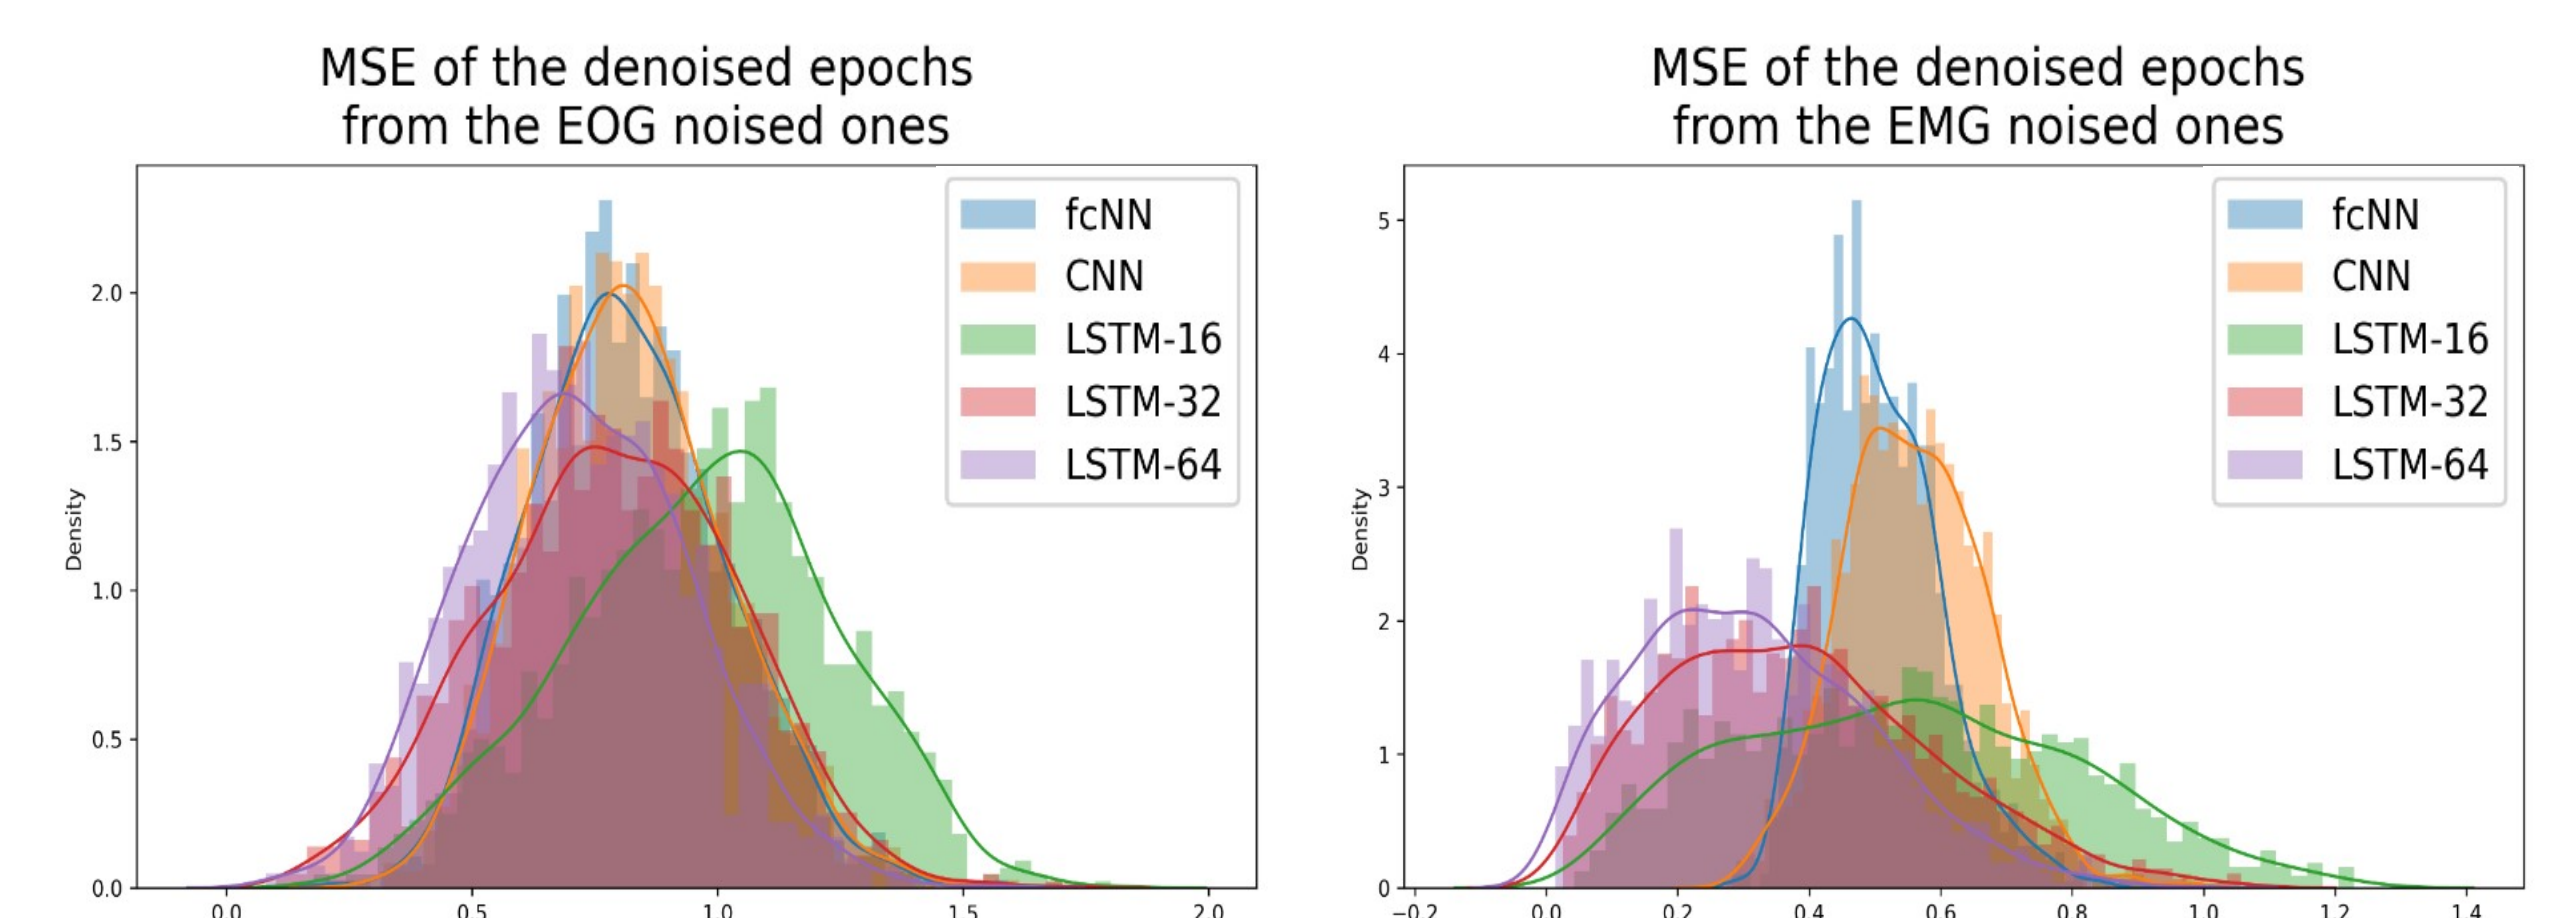 MSE of the denoised epochs
from the EOG noised ones
fcNN
CNN
LSTM-16
LSTM-32
LSTM-64
Density
2.0
1.5
1.0
0.5
0.0
0.0 0.5 1.0 1.5 2.0
MSE of the denoised epochs
from the EMG noised ones
fcNN
CNN
LSTM-16
LSTM-32
LSTM-64
Density
5
4
3
2
1
0
−0.2 0.0 0.2 0.4 0.6 0.8 1.0 1.2 1.4